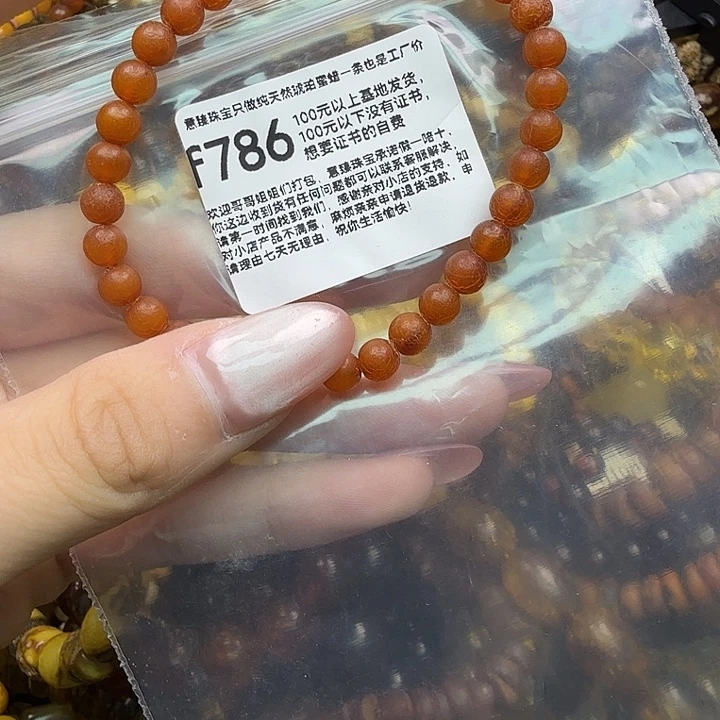 意臻珠宝只做纯天然琥珀蜜蜡一条也是工厂价
f786
100元以上基地发货，
100元以下没有证书，
想要证书的自费
欢迎哥哥姐姐们打包，意臻珠宝承诺假一赔十，
你这边收到货有任何问题都可以联系客服解决，
请第一时间找到我们，感谢亲对小店的支持，如
对小店产品不满意，麻烦亲亲申请退货退款，申
请理由七天无理由，祝你生活愉快！